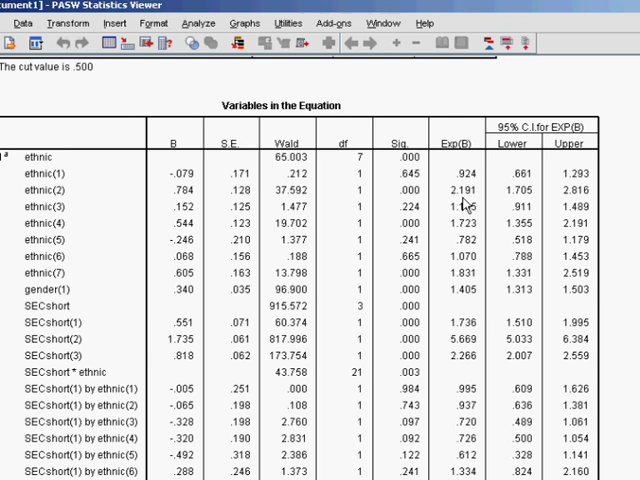 ument1] - PASW Statistics Viewer
Data Transform Insert Format Analyze Graphs Utilities Add-ons Window Help
The cut value is .500
Variables in the Equation
95% C.I.for EXP(B)
B S.E. Wald df Sig. Exp(B) Lower Upper
a ethnic 65.003 7 .000
ethnic(1) -.079 .171 .212 1 .645 .924 .661 1.293
ethnic(2) .784 .128 37.592 1 .000 2.191 1.705 2.816
ethnic(3) .152 .125 1.477 1 .224 .911 1.489
ethnic(4) .544 .123 19.702 1 .000 1.723 1.355 2.191
ethnic(5) -.246 .210 1.377 1 .241 .782 .518 1.179
ethnic(6) .068 .156 .188 1 .665 1.070 .788 1.453
ethnic(7) .605 .163 13.798 1 .000 1.831 1.331 2.519
gender(1) .340 .035 96.900 1 .000 1.405 1.313 1.503
SECshort 915.572 3 .000
SECshort(1) .551 .071 60.374 1 .000 1.736 1.510 1.995
SECshort(2) 1.735 .061 817.996 1 .000 5.669 5.033 6.384
SECshort(3) .818 .062 173.754 1 .000 2.266 2.007 2.559
SECshort * ethnic 43.758 21 .003
SECshort(1) by ethnic(1) -.005 .251 .000 1 .984 .995 .609 1.626
SECshort(1) by ethnic(2) -.065 .198 .108 1 .743 .937 .636 1.381
SECshort(1) by ethnic(3) -.328 .198 2.760 1 .097 .720 .489 1.061
SECshort(1) by ethnic(4) -.320 .190 2.831 1 .092 .726 .500 1.054
SECshort(1) by ethnic(5) -.492 .318 2.386 1 .122 .612 .328 1.141
SECshort(1) by ethnic(6) .288 .246 1.373 1 .241 1.334 .824 2.160